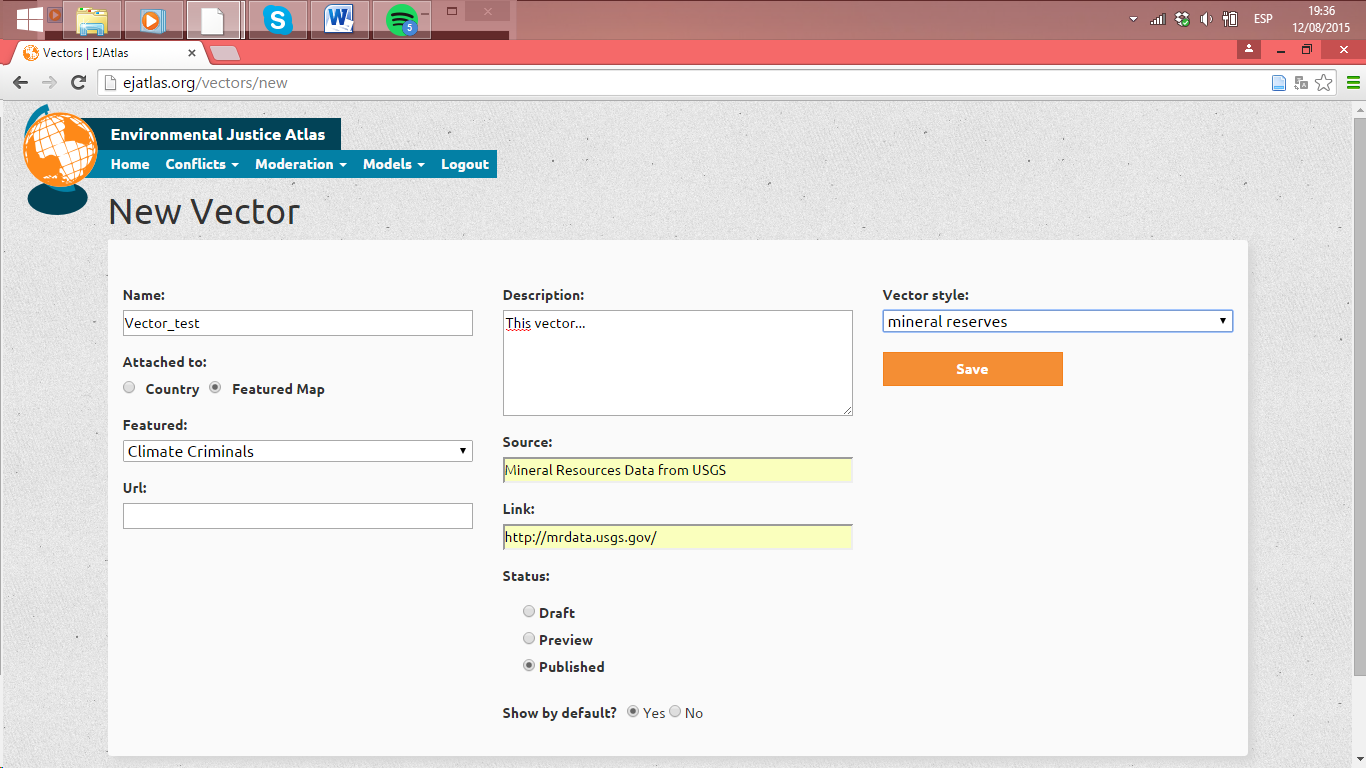 19:36
ESP
12/08/2015
5
Vectors | EJAtlas
ejatlas.org/vectors/new
Environmental Justice Atlas
Home Conflicts Moderation Models Logout
New Vector
Name:
Vector_test
Attached to:
Country Featured Map
Featured:
Climate Criminals
Url:
Description:
This vector...
Source:
Mineral Resources Data from USGS
Link:
http://mrdata.usgs.gov/
Status:
Draft
Preview
Published
Show by default? Yes No
Vector style:
mineral reserves
Save